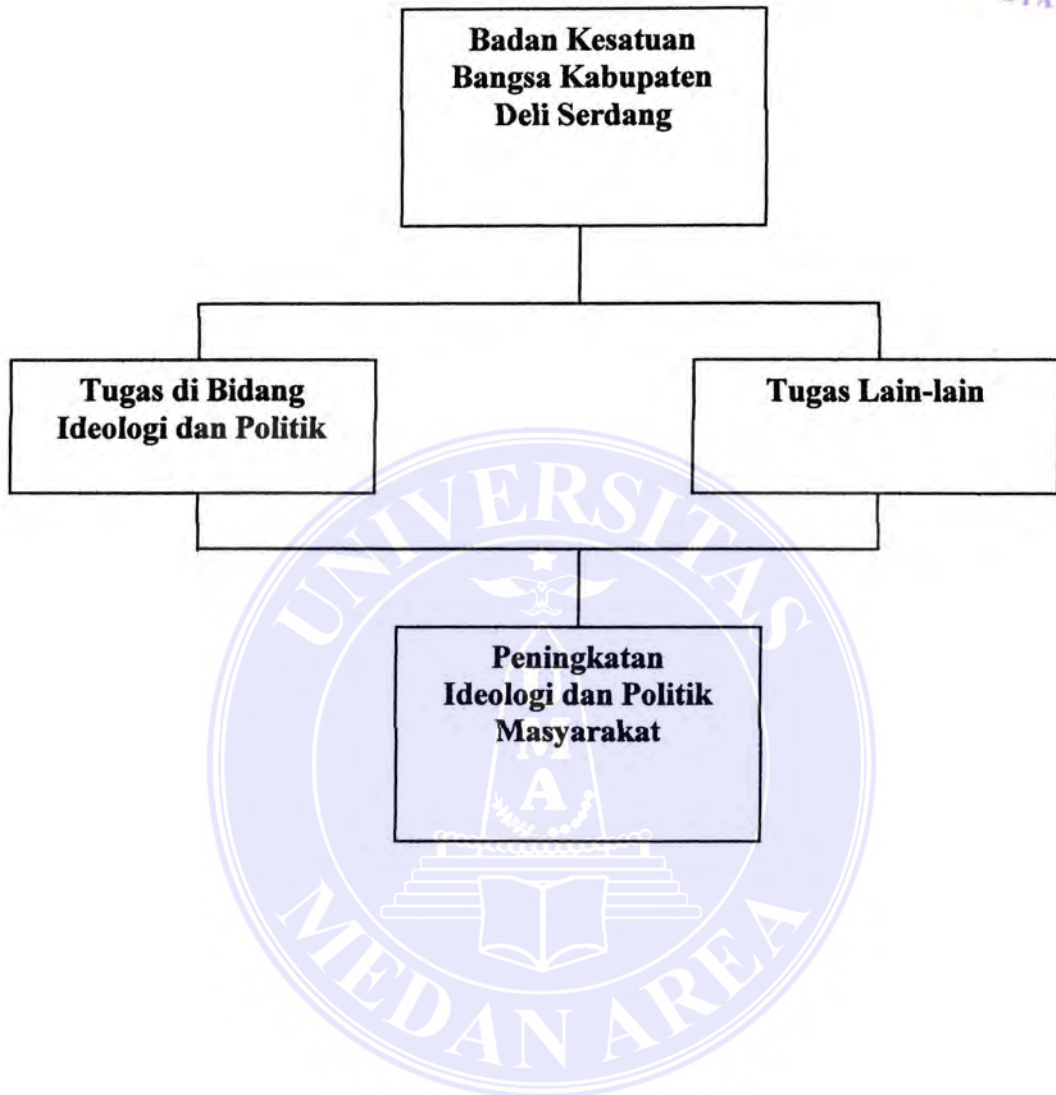 Badan Kesatuan
Bangsa Kabupaten
Deli Serdang
Tugas di Bidang
Ideologi dan Politik
Tugas Lain-lain
Peningkatan
Ideologi dan Politik
Masyarakat
UNIVERSITAS
MEDAN AREA